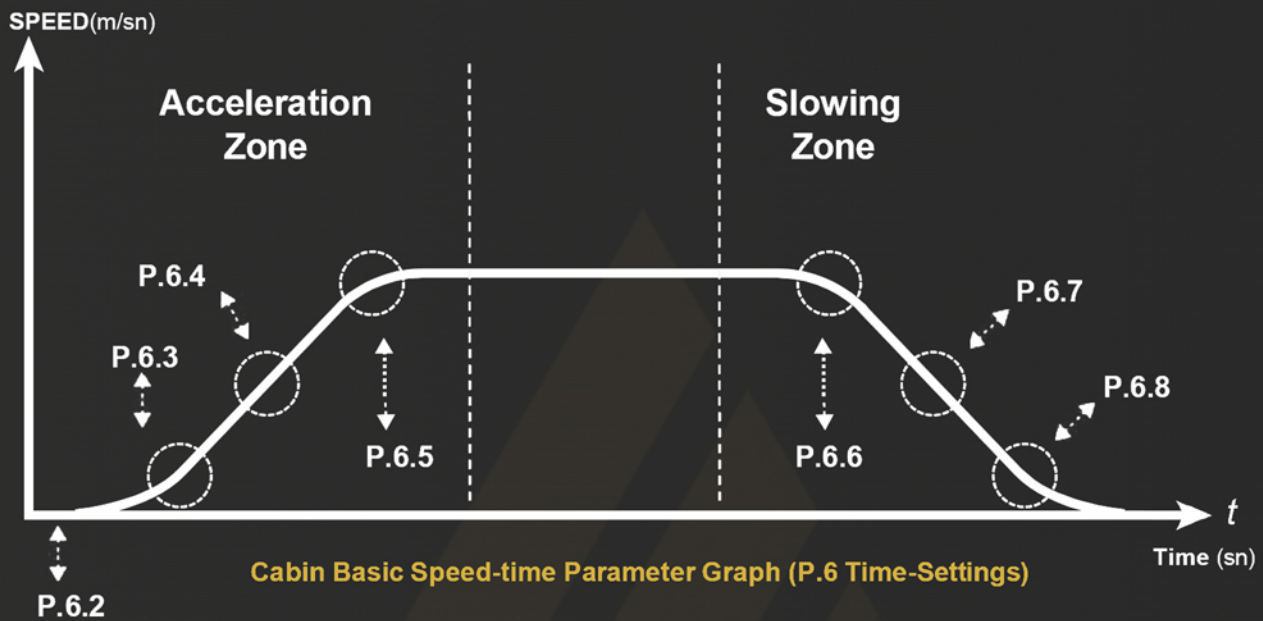 SPEED(m/sn)
Acceleration
Zone
Slowing
Zone
P.6.4
P.6.7
P.6.3
P.6.8
P.6.5
P.6.6
t
Time (sn)
Cabin Basic Speed-time Parameter Graph (P.6 Time-Settings)
P.6.2